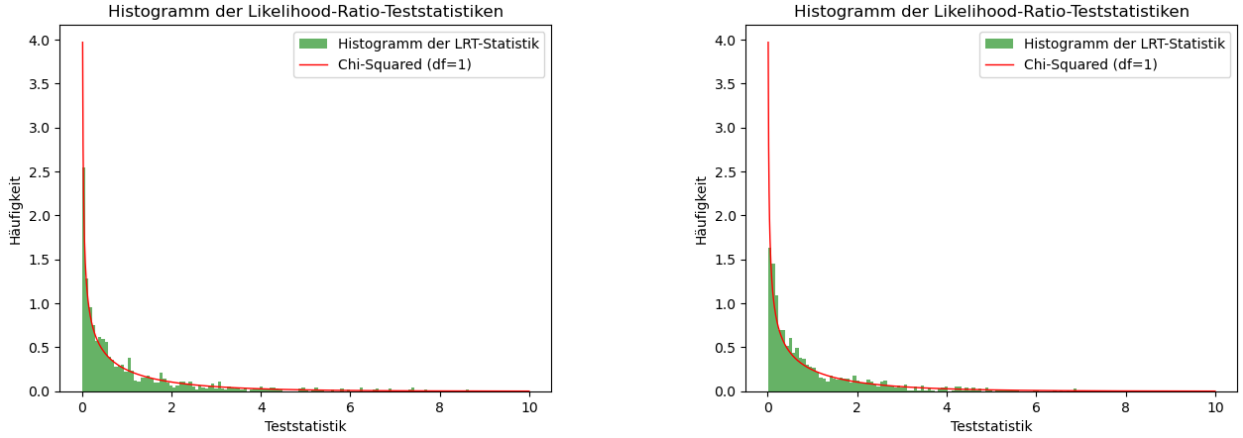 Histogramm der Likelihood-Ratio-Teststatistiken
4.0
3.5
3.0
2.5
2.0
1.5
1.0
0.5
0.0
Häufigkeit
Histogramm der LRT-Statistik
Chi-Squared (df=1)
0 2 4 6 8 10
Teststatistik
Histogramm der Likelihood-Ratio-Teststatistiken
4.0
3.5
3.0
2.5
2.0
1.5
1.0
0.5
0.0
Häufigkeit
Histogramm der LRT-Statistik
Chi-Squared (df=1)
0 2 4 6 8 10
Teststatistik